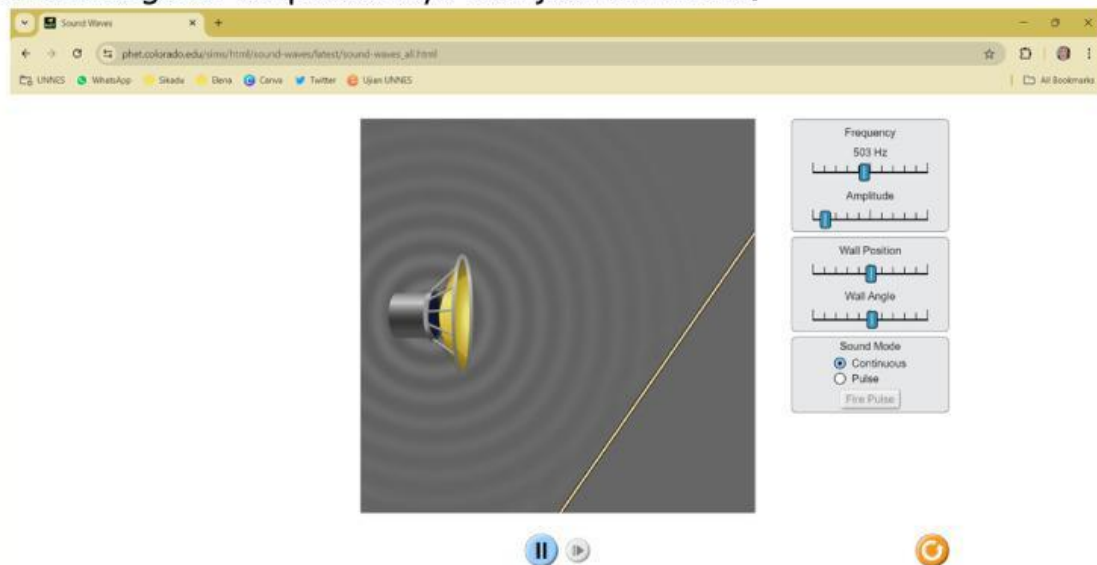 Sound Waves
phet.colorado.edu/sims/html/sound-waves/latest/sound-waves_all.html
UNNES WhatsApp Sikadu Elena Canva Twitter Ujian UNNES All Bookmarks
Frequency
503 Hz
Amplitude
Wall Position
Wall Angle
Sound Mode
Continuous
Pulse
Fire Pulse